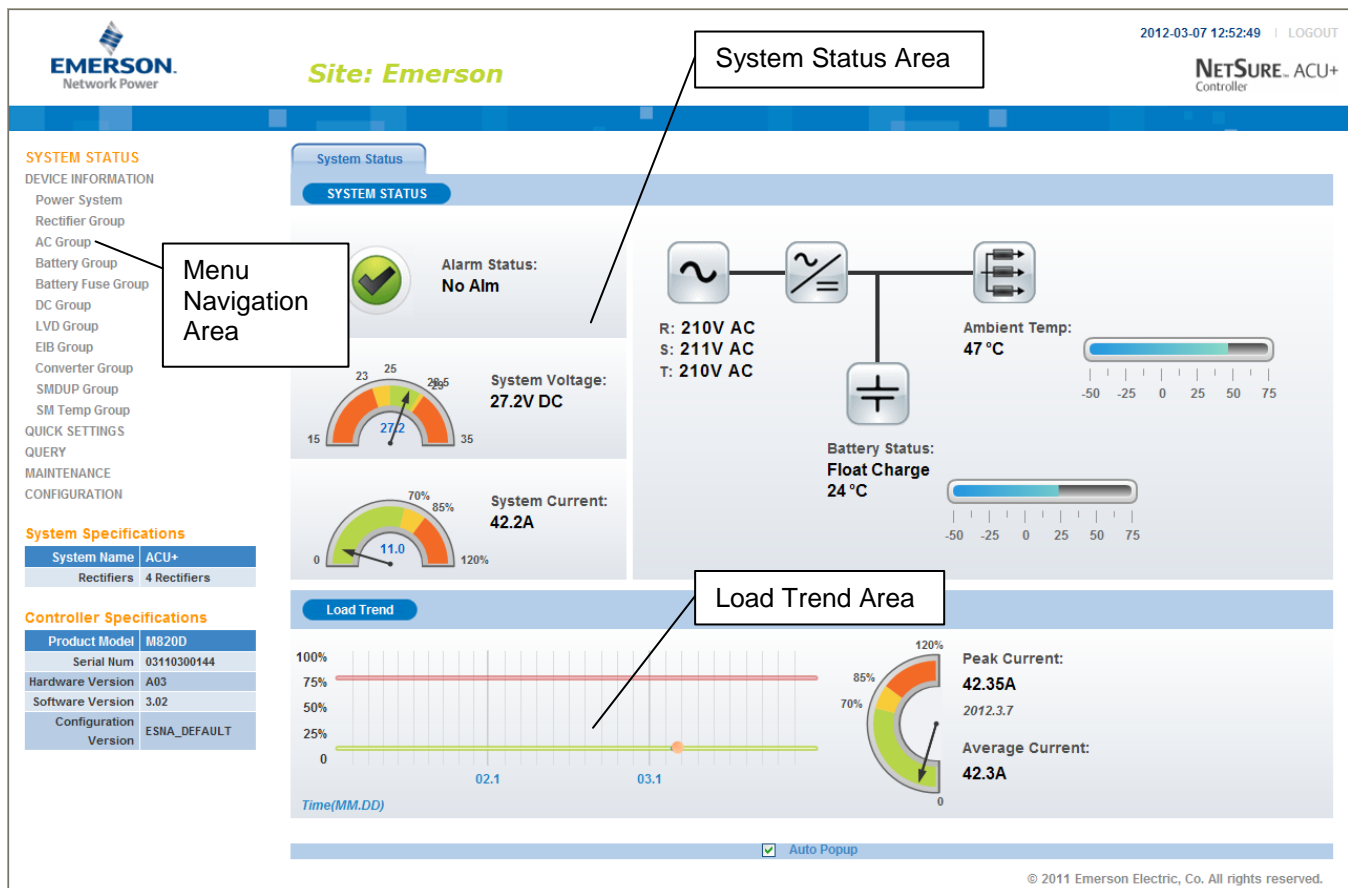 EMERSON.
Network Power
Site: Emerson
2012-03-07 12:52:49 | LOGOUT
NETSURE™ ACU+
Controller
System Status Area
SYSTEM STATUS
DEVICE INFORMATION
Power System
Rectifier Group
AC Group
Battery Group
Battery Fuse Group
DC Group
LVD Group
EIB Group
Converter Group
SMDUP Group
SM Temp Group
QUICK SETTINGS
QUERY
MAINTENANCE
CONFIGURATION
Menu
Navigation
Area
System Specifications
System Name ACU+
Rectifiers 4 Rectifiers
Controller Specifications
Product Model M820D
Serial Num 03110300144
Hardware Version A03
Software Version 3.02
Configuration
Version ESNA_DEFAULT
System Status
SYSTEM STATUS
Alarm Status:
No Alm
15 23 25 28.5 29 35
27.2
System Voltage:
27.2V DC
0 70% 85% 120%
11.0
System Current:
42.2A
R: 210V AC
S: 211V AC
T: 210V AC
Ambient Temp:
47 °C
-50 -25 0 25 50 75
Battery Status:
Float Charge
24 °C
-50 -25 0 25 50 75
Load Trend Area
Load Trend
100%
75%
50%
25%
0
02.1 03.1
Time(MM.DD)
120%
85%
70%
0
Peak Current:
42.35A
2012.3.7
Average Current:
42.3A
Auto Popup
© 2011 Emerson Electric, Co. All rights reserved.